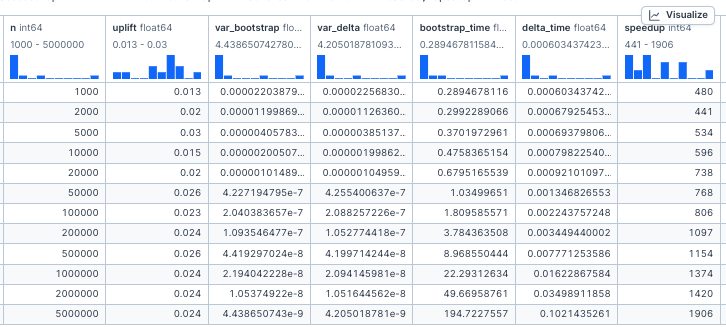 Visualize
n int64 uplift float64 var_bootstrap flo... var_delta float64 bootstrap_time fl... delta_time float64 speedup int64
1000 - 5000000 0.013 - 0.03 4.438650742780... 4.205018781093... 0.289467811584... 0.000603437423... 441 - 1906
1000 0.013 0.00002203879... 0.00002256830... 0.2894678116 0.00060343742... 480
2000 0.02 0.00001199869... 0.00001126360... 0.2992289066 0.00067925453... 441
5000 0.03 0.00000405783... 0.00000385137... 0.3701972961 0.00069379806... 534
10000 0.015 0.00000200507... 0.00000199862... 0.4758365154 0.00079822540... 596
20000 0.02 0.00000101489... 0.00000104959... 0.6795165539 0.00092101097... 738
50000 0.026 4.227194795e-7 4.255400637e-7 1.03499651 0.001346826553 768
100000 0.023 2.040383657e-7 2.088257226e-7 1.809585571 0.002243757248 806
200000 0.024 1.093546477e-7 1.052774418e-7 3.784363508 0.003449440002 1097
500000 0.026 4.419297024e-8 4.199714244e-8 8.968550444 0.007771253586 1154
1000000 0.024 2.194042228e-8 2.094145981e-8 22.29312634 0.01622867584 1374
2000000 0.024 1.05374922e-8 1.051644562e-8 49.66958761 0.03498911858 1420
5000000 0.024 4.438650743e-9 4.205018781e-9 194.7227557 0.1021435261 1906